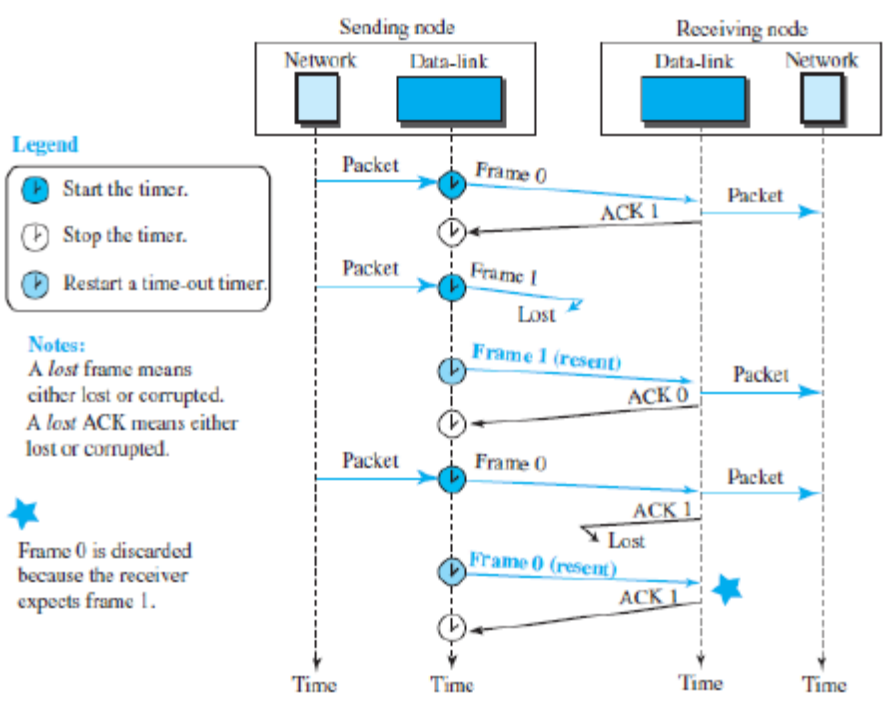 Sending node
Receiving node
Network
Data-link
Data-link
Network
Legend
Start the timer.
Stop the timer.
Restart a time-out timer.
Notes:
A lost frame means
either lost or corrupted.
A lost ACK means either
lost or corrupted.
Frame 0 is discarded
because the receiver
expects frame 1.
Packet
Frame 0
Packet
ACK 1
Packet
Frame 1
Lost
Frame 1 (resent)
Packet
ACK 0
Packet
Frame 0
Packet
ACK 1
Lost
Frame 0 (resent)
ACK 1
Time
Time
Time
Time